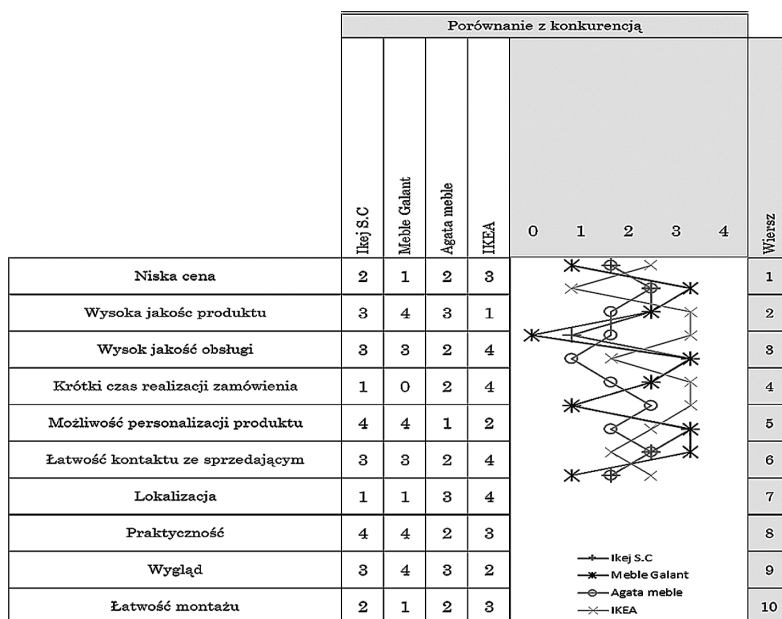 Porównanie z konkurencją
Ikej S.C Meble Galant Agata meble IKEA 0 1 2 3 4 Wiersz
Niska cena 2 1 2 3 1
Wysoka jakośc produktu 3 4 3 1 2
Wysok jakość obsługi 3 3 2 4 3
Krótki czas realizacji zamówienia 1 0 2 4 4
Możliwość personalizacji produktu 4 4 1 2 5
Łatwość kontaktu ze sprzedającym 3 3 2 4 6
Lokalizacja 1 1 3 4 7
Praktyczność 4 4 2 3 8
Wygląd 3 4 3 2 9
Łatwość montażu 2 1 2 3 10
Ikej S.C
Meble Galant
Agata meble
IKEA